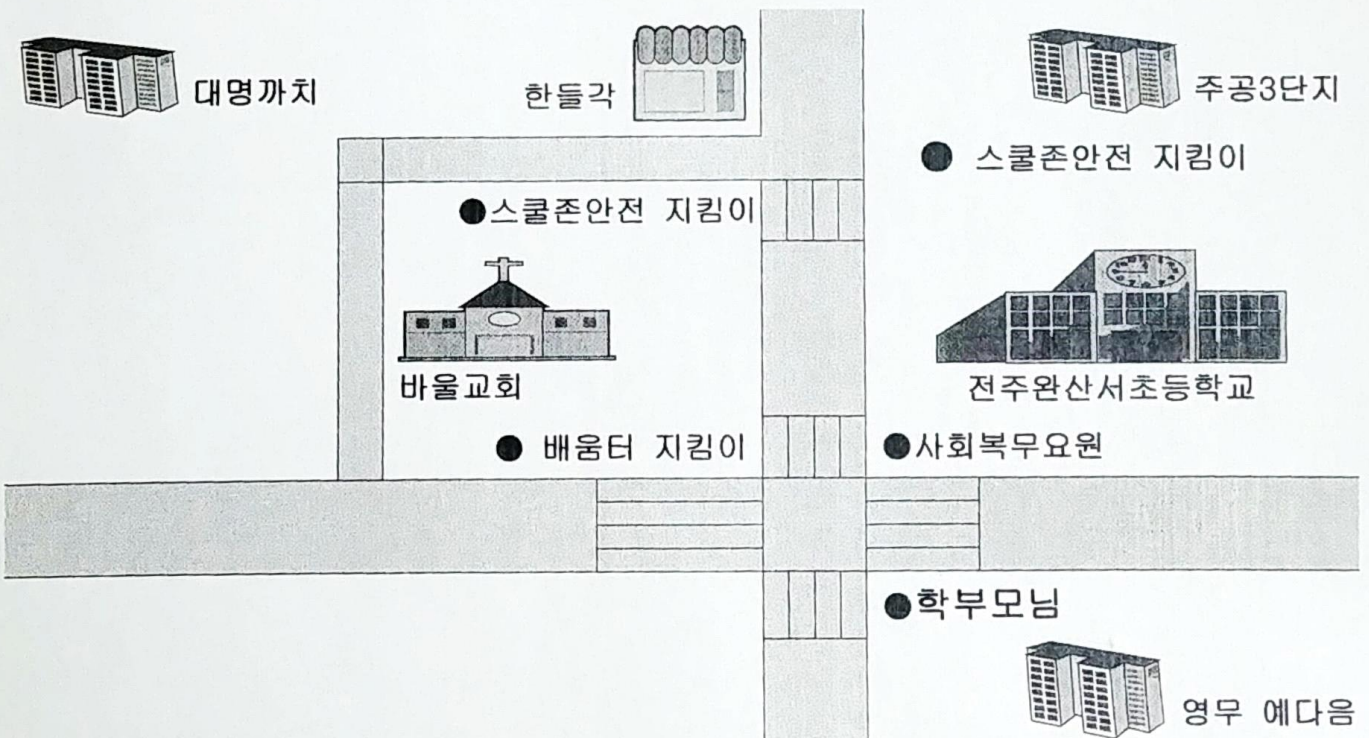 대명까치
한들각
주공3단지
● 스쿨존안전 지킴이
●스쿨존안전 지킴이
바울교회
전주완산서초등학교
● 배움터 지킴이
●사회복무요원
●학부모님
영무 예다음